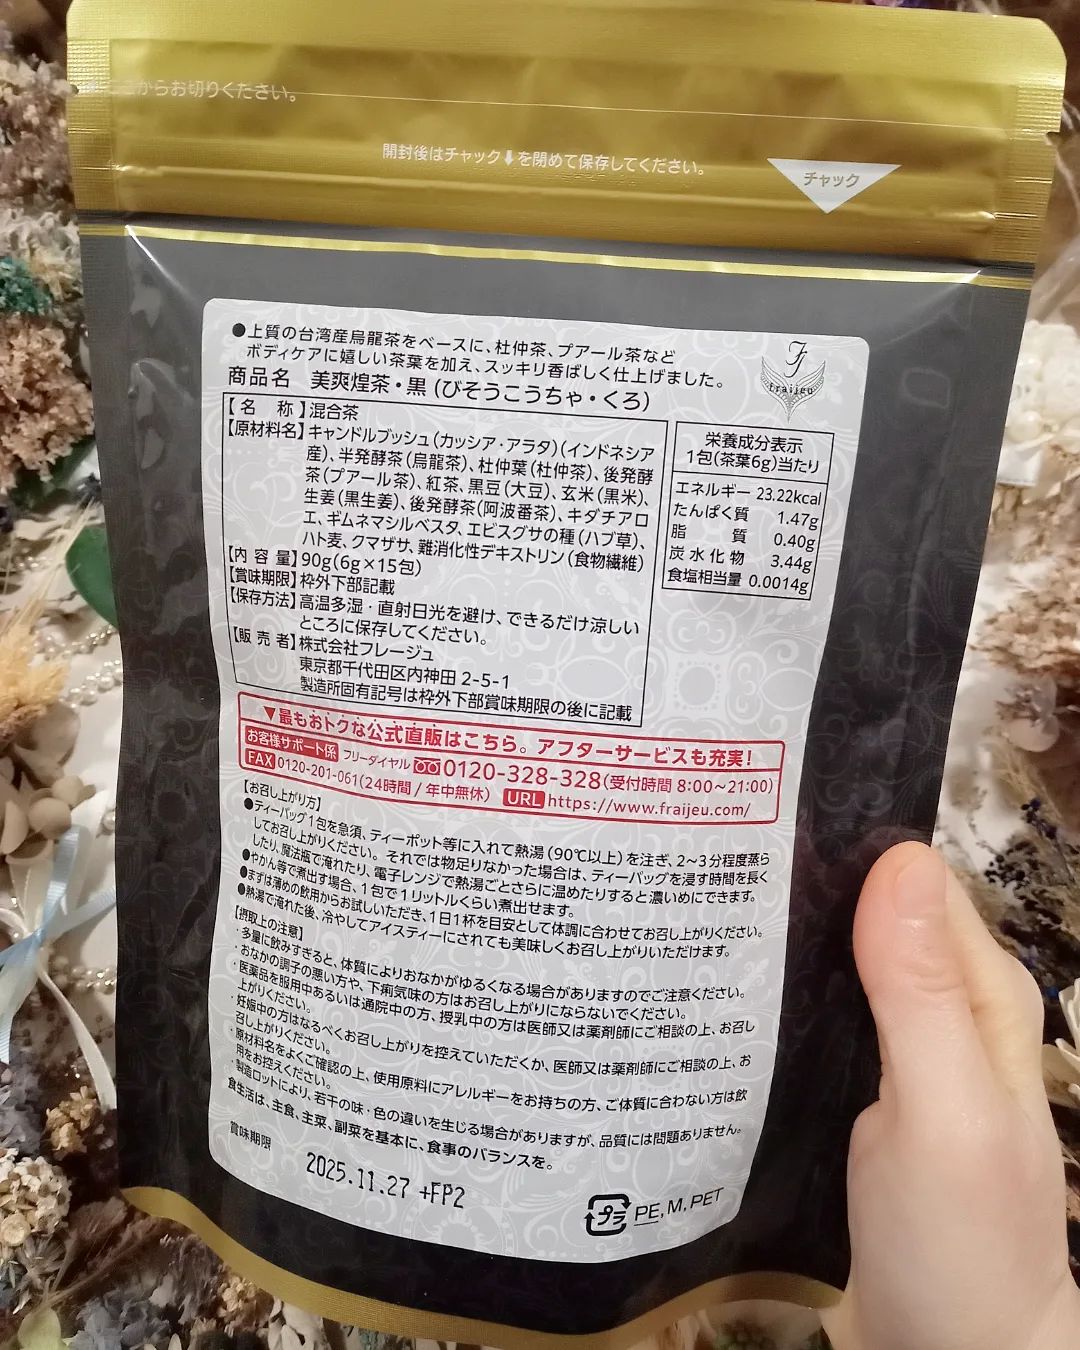 からお切りください。
開封後はチャック⬇を閉めて保存してください。
チャック
●上質の台湾産烏龍茶をベースに、杜仲茶、プアール茶など
ボディケアに嬉しい茶葉を加え、スッキリ香ばしく仕上げました。
fraijeu
商品名 美爽煌茶・黒(びそうこうちゃ・くろ)
【名 称】混合茶
【原材料名】キャンドルブッシュ(カッシア・アラタ)(インドネシア
産)、半発酵茶(烏龍茶)、杜仲葉(杜仲茶)、後発酵
茶(プアール茶)、紅茶、黒豆(大豆)、玄米(黒米)、
生姜(黒生姜)、後発酵茶(阿波番茶)、キダチアロ
エ、ギムネマシルベスタ、エビスグサの種(ハブ草)、
ハト麦、クマザサ、難消化性デキストリン(食物繊維)
【内 容 量】90g(6g×15包)
【賞味期限】枠外下部記載
【保存方法】高温多湿・直射日光を避け、できるだけ涼しい
ところに保存してください。
【販 売 者】株式会社フレージュ
東京都千代田区内神田 2-5-1
製造所固有記号は枠外下部賞味期限の後に記載
栄養成分表示
1包(茶葉6g)当たり
エネルギー 23.22kcal
たんぱく質 1.47g
脂 質 0.40g
炭水化物 3.44g
食塩相当量 0.0014g
▼最もおトクな公式直販はこちら。アフターサービスも充実!
お客様サポート係 フリーダイヤル 0120-328-328(受付時間 8:00~21:00)
FAX 0120-201-061(24時間 / 年中無休) URL https://www.fraijeu.com/
【お召し上がり方】
●ティーバッグ1包を急須、ティーポット等に入れて熱湯(90℃以上)を注ぎ、2~3分程度蒸ら
してお召し上がりください。それでは物足りなかった場合は、ティーバッグを浸す時間を長く
したり、魔法瓶で淹れたり、電子レンジで熱湯ごとさらに温めたりすると濃いめにできます。
●やかん等で煮出す場合、1包で1リットルくらい煮出せます。
●まずは薄めの飲用からお試しいただき、1日1杯を目安として体調に合わせてお召し上がりください。
●熱湯で淹れた後、冷やしてアイスティーにされても美味しくお召し上がりいただけます。
【摂取上の注意】
・多量に飲みすぎると、体質によりおなかがゆるくなる場合がありますのでご注意ください。
・おなかの調子の悪い方や、下痢気味の方はお召し上がりにならないでください。
・医薬品を服用中あるいは通院中の方、授乳中の方は医師又は薬剤師にご相談の上、お召し
上がりください。
・妊娠中の方はなるべくお召し上がりを控えていただくか、医師又は薬剤師にご相談の上、お
召し上がりください。
・原材料名をよくご確認の上、使用原料にアレルギーをお持ちの方、ご体質に合わない方は飲
用をお控えください。
・製造ロットにより、若干の味・色の違いを生じる場合がありますが、品質には問題ありません。
食生活は、主食、主菜、副菜を基本に、食事のバランスを。
賞味期限
2025.11.27 +FP2
プラ PE, M, PET